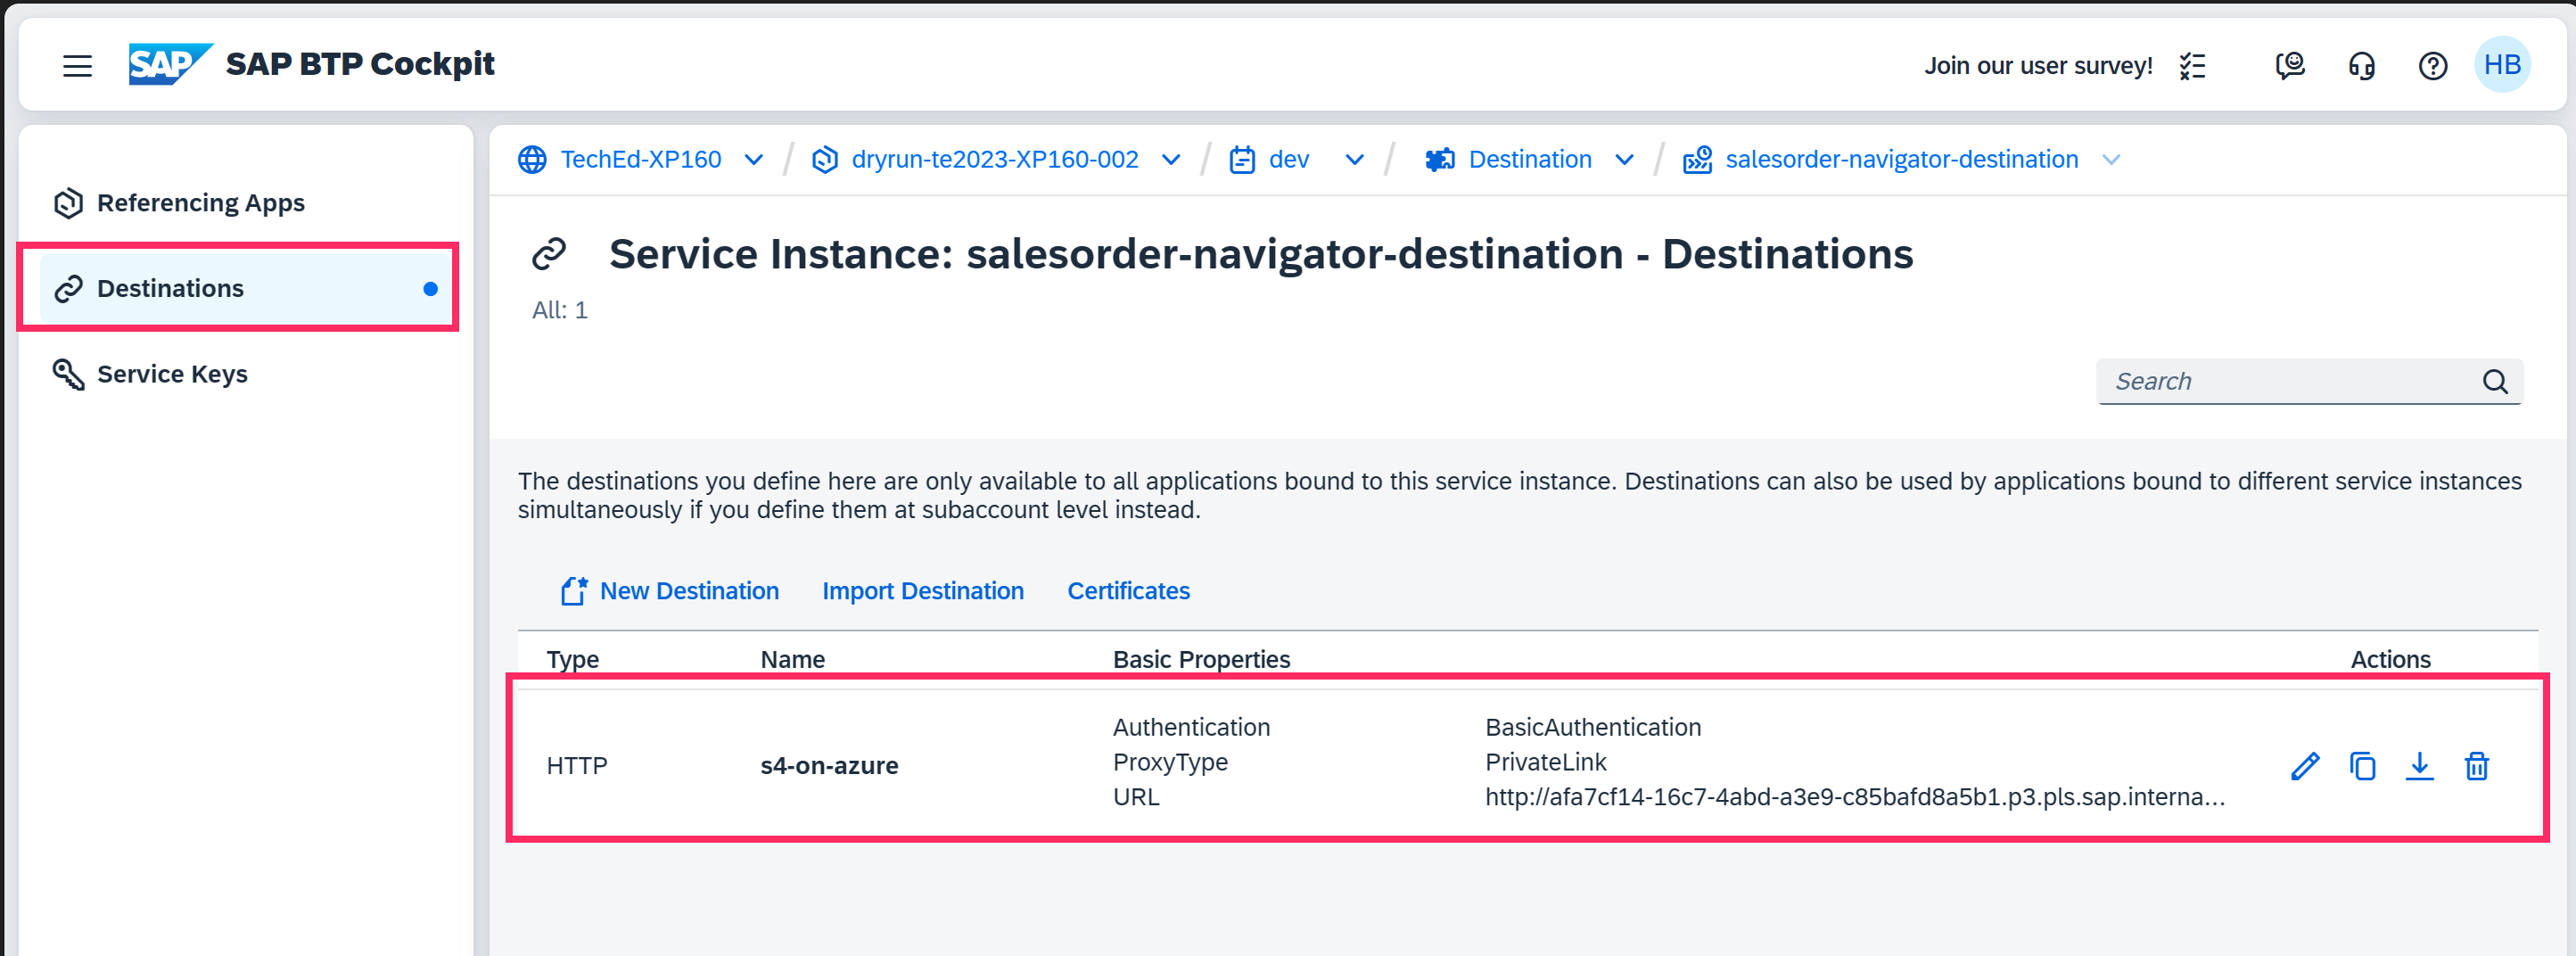 SAP SAP BTP Cockpit
Join our user survey!
HB
Referencing Apps
Destinations
Service Keys
TechEd-XP160 / dryrun-te2023-XP160-002 / dev / Destination / salesorder-navigator-destination
Service Instance: salesorder-navigator-destination - Destinations
All: 1
Search
The destinations you define here are only available to all applications bound to this service instance. Destinations can also be used by applications bound to different service instances
simultaneously if you define them at subaccount level instead.
New Destination Import Destination Certificates
Type Name Basic Properties Actions
HTTP s4-on-azure
Authentication BasicAuthentication
ProxyType PrivateLink
URL http://afa7cf14-16c7-4abd-a3e9-c85bafd8a5b1.p3.pls.sap.interna...